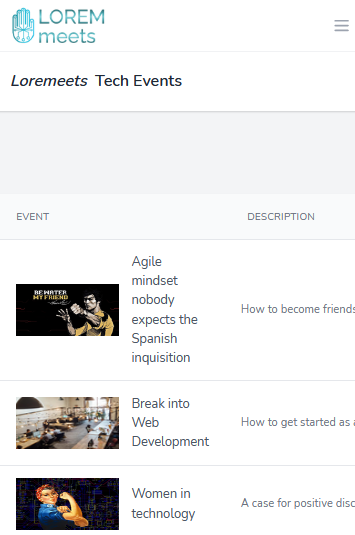 LOREM
meets
Loremeets Tech Events
EVENT DESCRIPTION
BE WATER
MY FRIEND
Agile
mindset
nobody
expects the
Spanish
inquisition
How to become friends
Break into
Web
Development
How to get started as a
Women in
technology
A case for positive disc